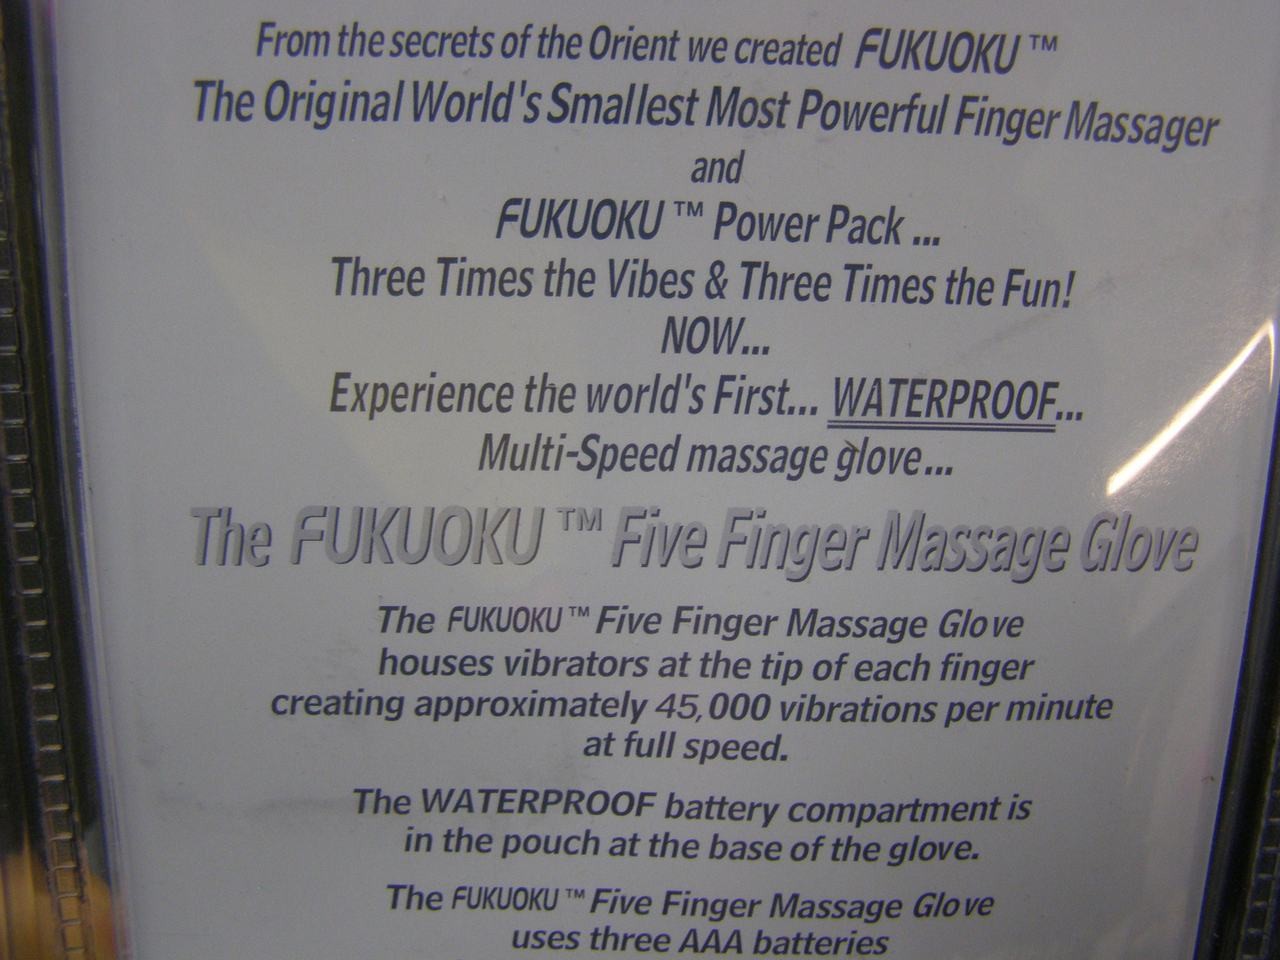 From the secrets of the Orient we created FUKUOKU ™
The Original World's Smallest Most Powerful Finger Massager
and
FUKUOKU ™ Power Pack ...
Three Times the Vibes & Three Times the Fun!
NOW...
Experience the world's First... WATERPROOF...
Multi-Speed massage glove...
The FUKUOKU ™ Five Finger Massage Glove
The FUKUOKU ™ Five Finger Massage Glove
houses vibrators at the tip of each finger
creating approximately 45,000 vibrations per minute
at full speed.
The WATERPROOF battery compartment is
in the pouch at the base of the glove.
The FUKUOKU ™ Five Finger Massage Glove
uses three AAA batteries